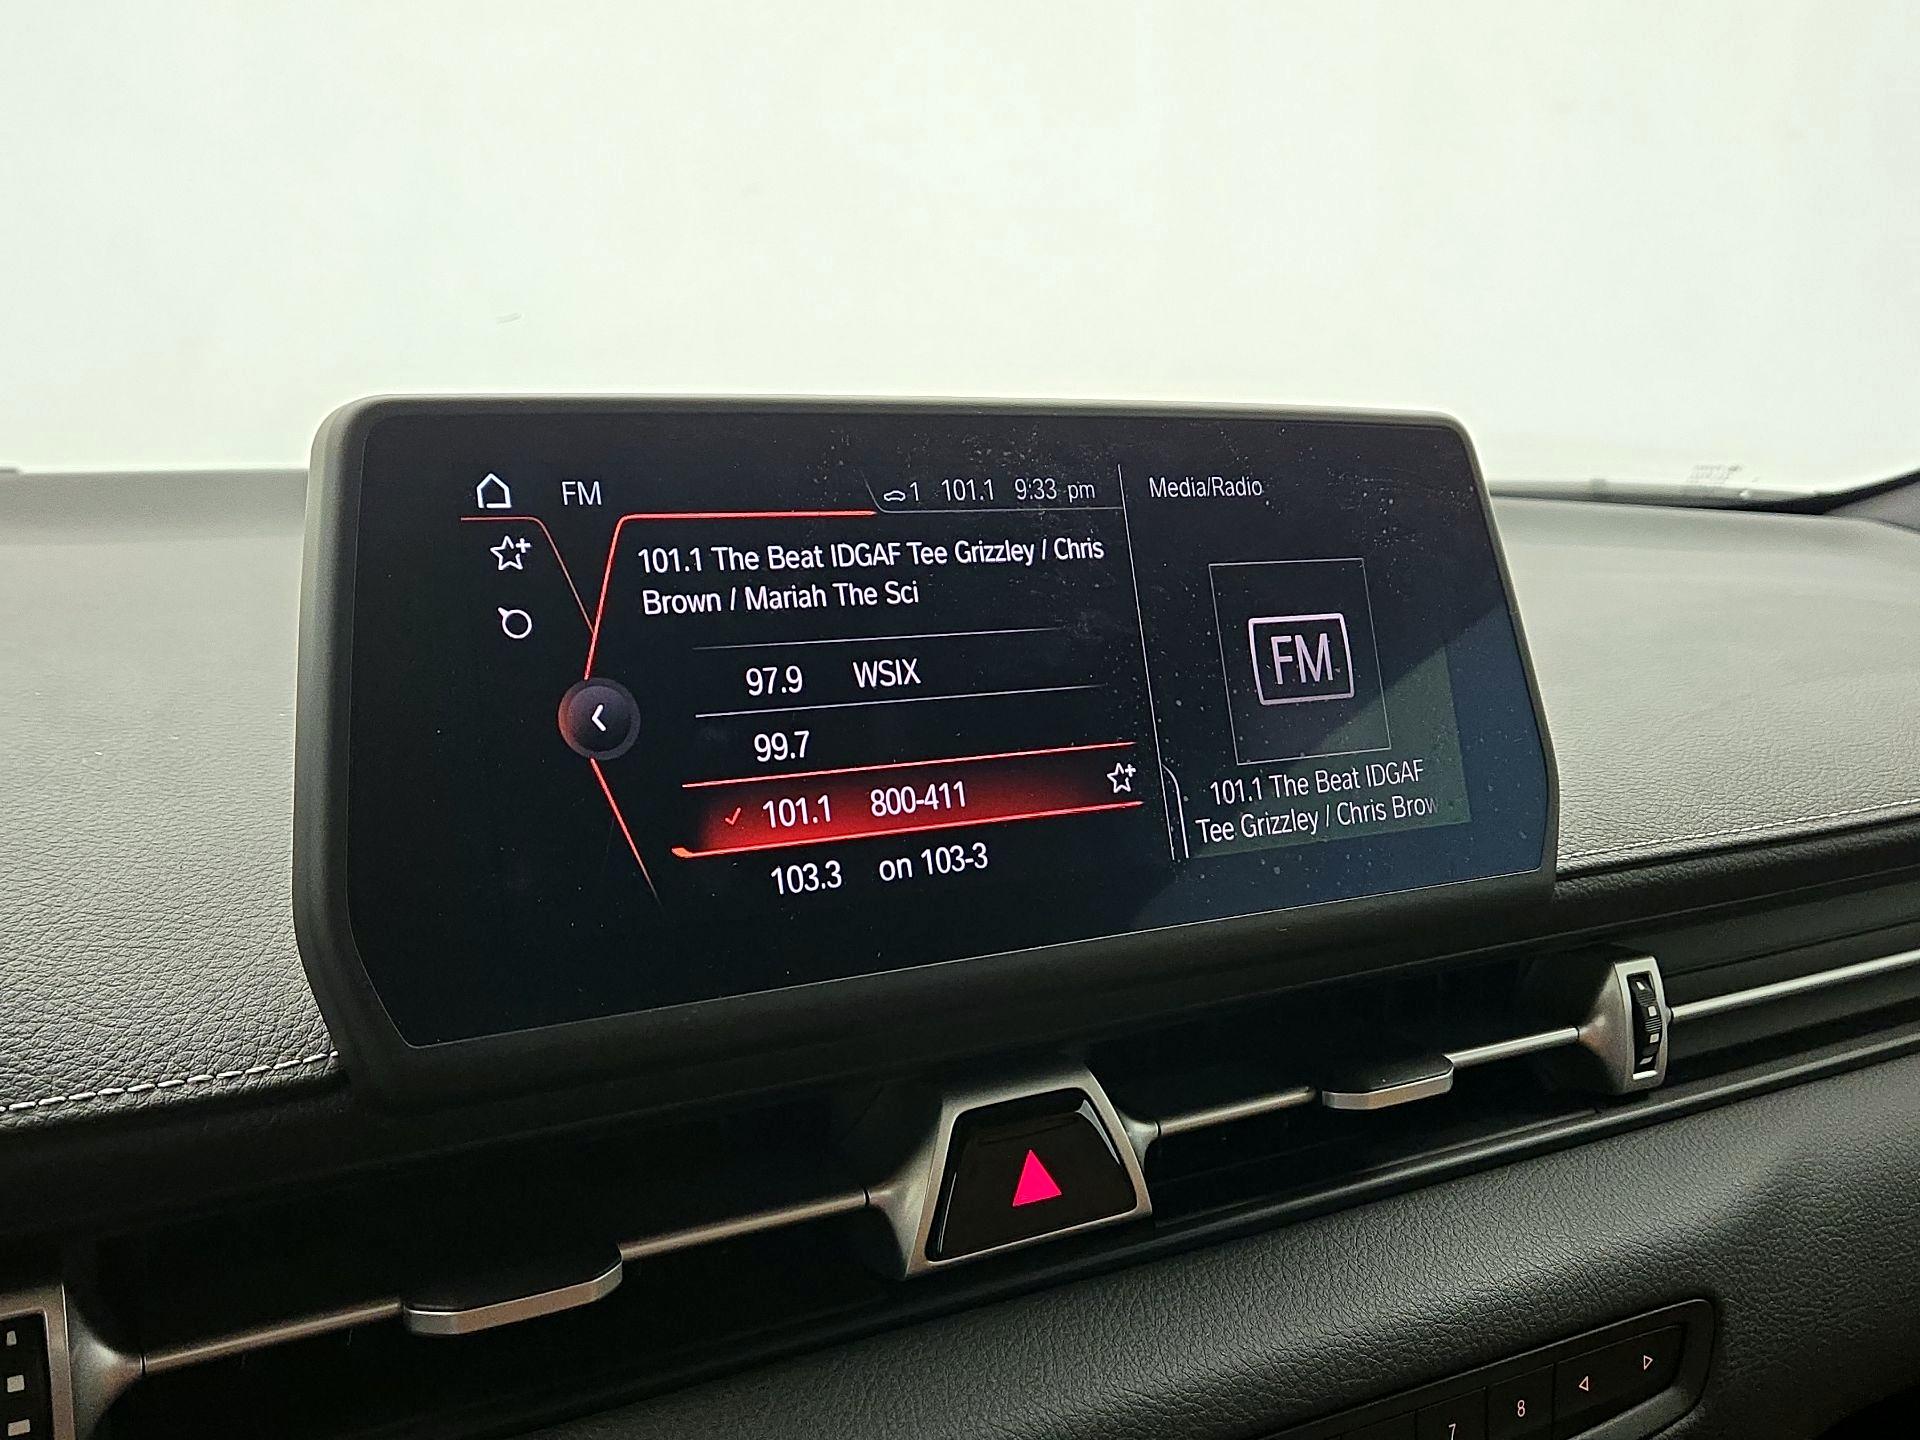 FM
1 101.1 9:33 pm
Media/Radio
101.1 The Beat IDGAF Tee Grizzley / Chris
Brown / Mariah The Sci
97.9 WSIX
99.7
101.1 800-411
103.3 on 103-3
FM
101.1 The Beat IDGAF
Tee Grizzley / Chris Brow
7 8